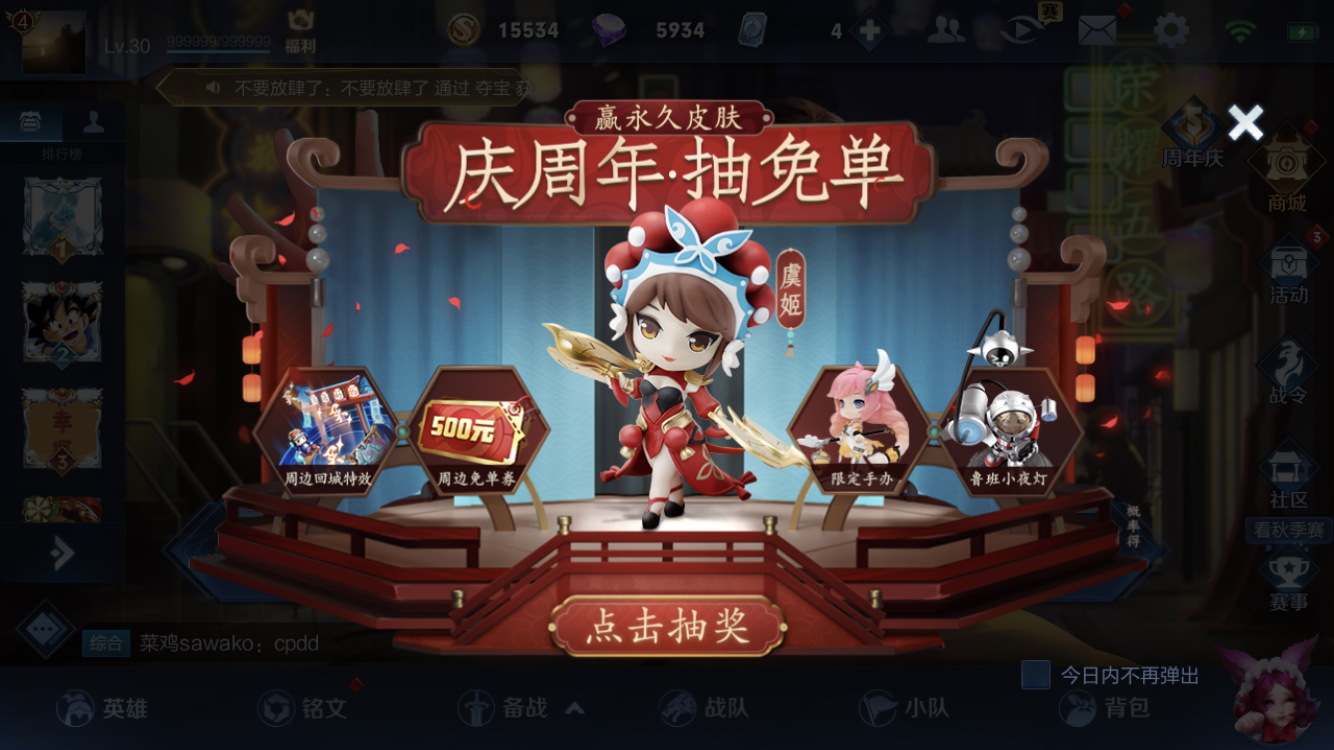 4
Lv.30
999999/999999
福利
15534
5934
4
赛
不要放肆了：不要放肆了 通过 夺宝 获
排行榜
1
2
3
赢永久皮肤
庆周年·抽免单
虞姬
周边回城特效
500元
周边免单券
限定手办
鲁班小夜灯
概率得
点击抽奖
荣耀五路
周年庆
商城
3
活动
战令
社区
看秋季赛
赛事
综合 菜鸡sawako：cpdd
今日内不再弹出
英雄
铭文
备战
战队
小队
背包